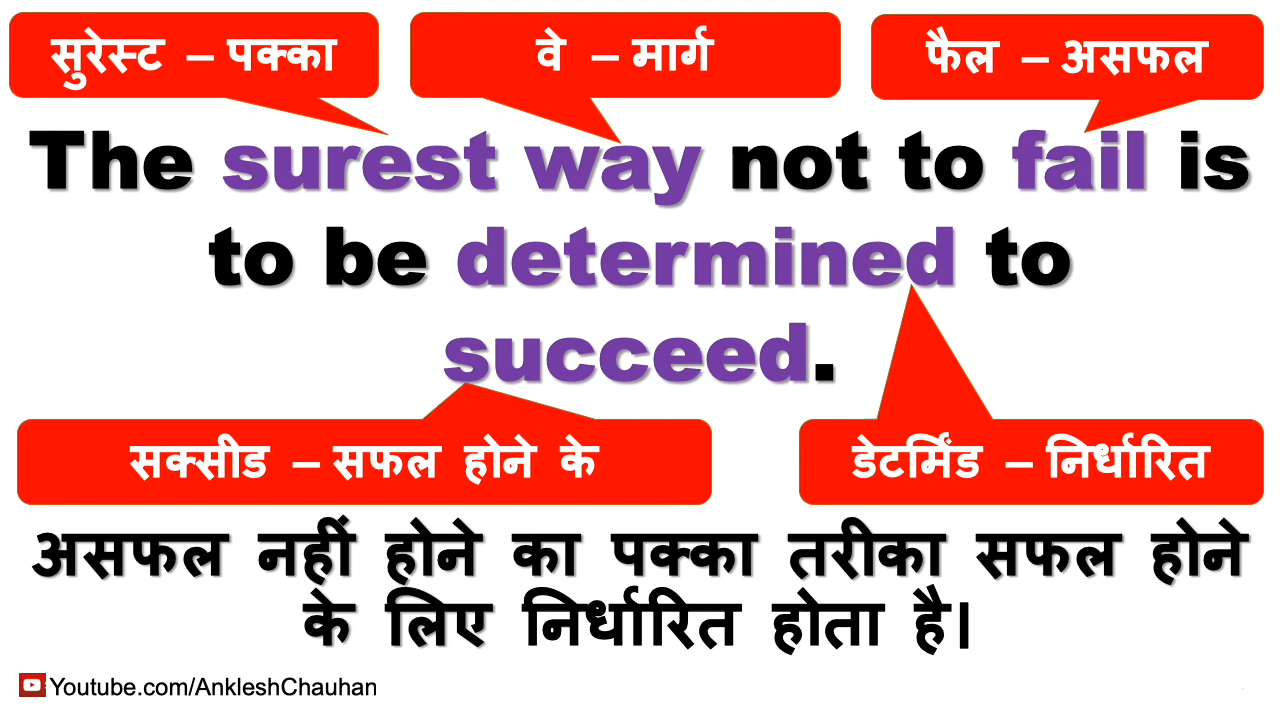 सुरेस्ट – पक्का
वे – मार्ग
फैल – असफल
The surest way not to fail is
to be determined to
succeed.
सक्सीड – सफल होने के
डेटर्मिंड – निर्धारित
असफल नहीं होने का पक्का तरीका सफल होने
के लिए निर्धारित होता है।
Youtube.com/AnkleshChauhan